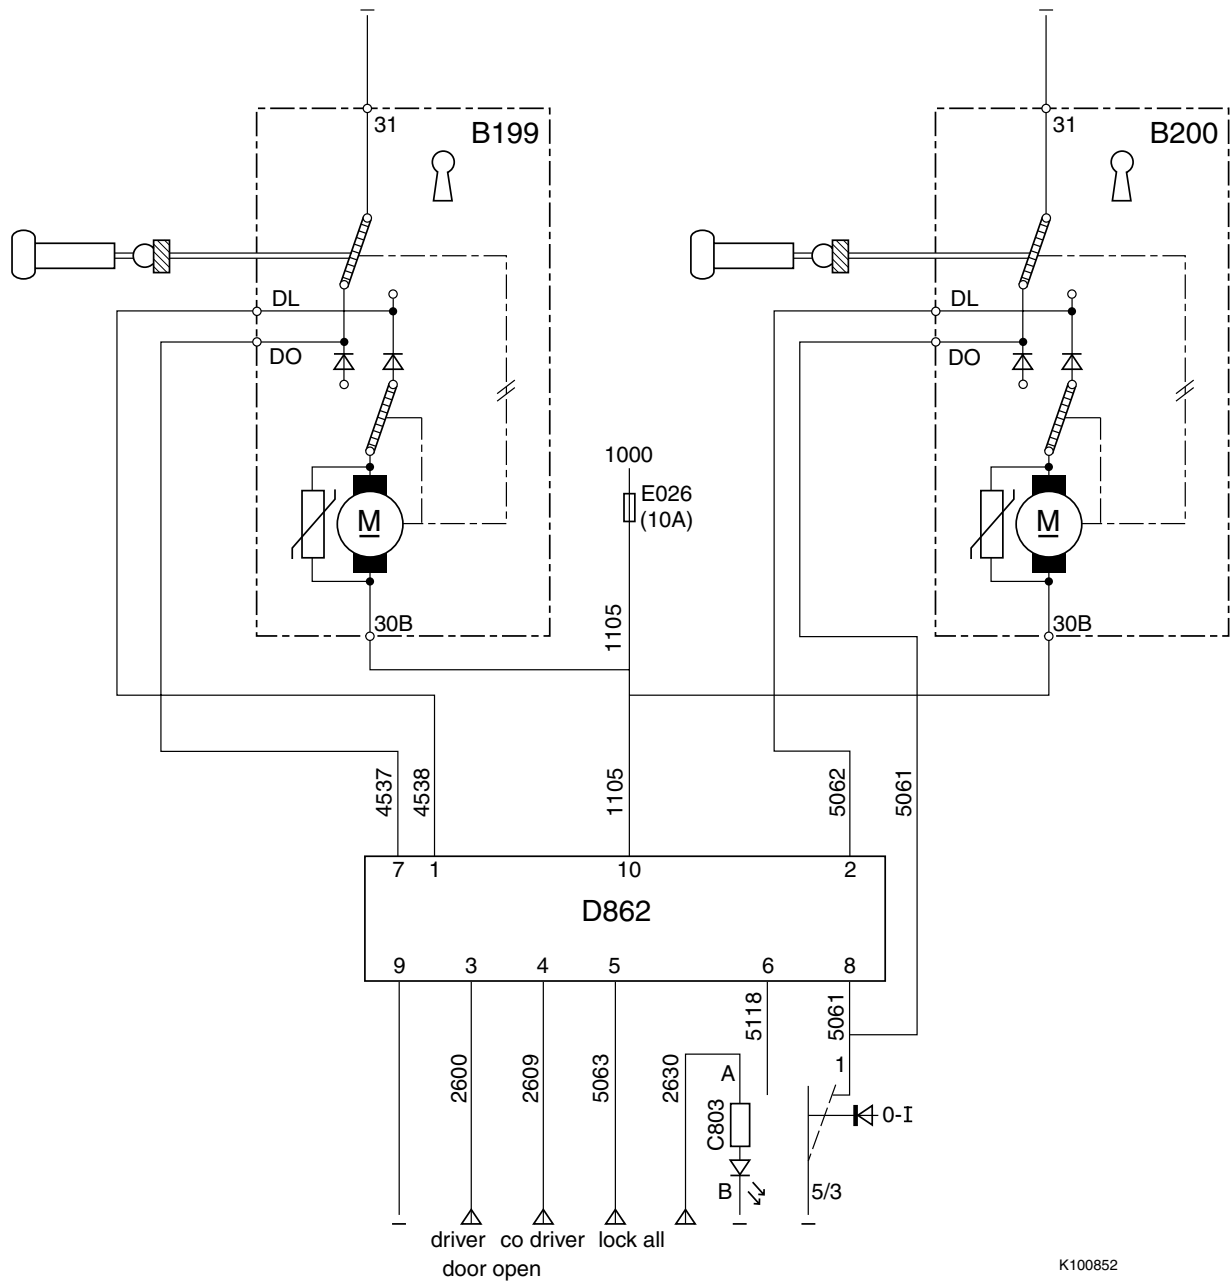 31
B199
31
B200
DL
DO
DL
DO
1000
E026
(10A)
M
M
30B
30B
1105
4537
4538
1105
5062
5061
7 1 10 2
D862
9 3 4 5 6 8
2600
2609
5063
2630
5118
5061
A
C803
B
1
0-I
5/3
driver co driver lock all
door open
K100852